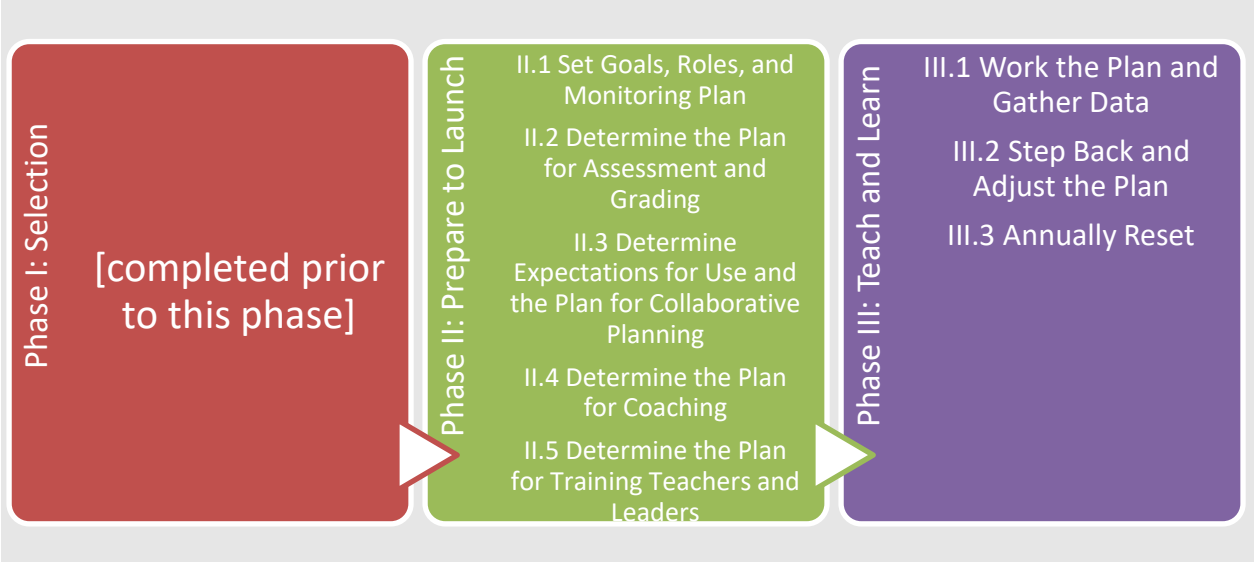 Phase I: Selection
[completed prior
to this phase]
Phase II: Prepare to Launch
II.1 Set Goals, Roles, and
Monitoring Plan
II.2 Determine the Plan
for Assessment and
Grading
II.3 Determine
Expectations for Use and
the Plan for Collaborative
Planning
II.4 Determine the Plan
for Coaching
II.5 Determine the Plan
for Training Teachers and
Leaders
Phase III: Teach and Learn
III.1 Work the Plan and
Gather Data
III.2 Step Back and
Adjust the Plan
III.3 Annually Reset